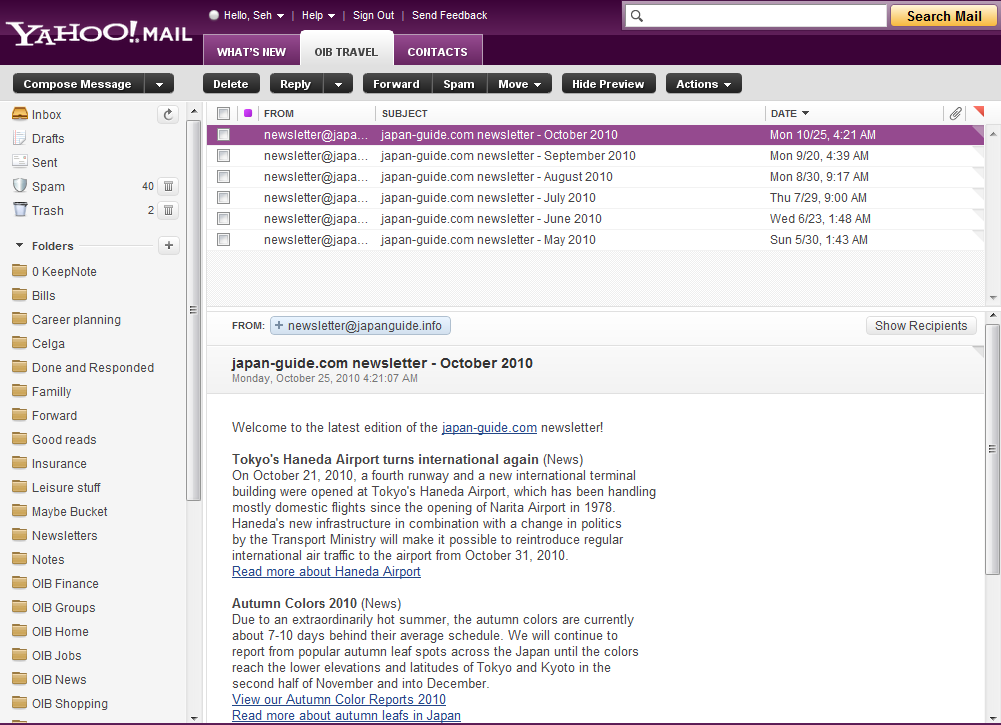 YAHOO! MAIL
Hello, Seh | Help | Sign Out | Send Feedback
Search Mail
WHAT'S NEW OIB TRAVEL CONTACTS
Compose Message Delete Reply Forward Spam Move Hide Preview Actions
Inbox
Drafts
Sent
Spam 40
Trash 2
Folders +
0 KeepNote
Bills
Career planning
Celga
Done and Responded
Familly
Forward
Good reads
Insurance
Leisure stuff
Maybe Bucket
Newsletters
Notes
OIB Finance
OIB Groups
OIB Home
OIB Jobs
OIB News
OIB Shopping
FROM SUBJECT DATE
newsletter@japa... japan-guide.com newsletter - October 2010 Mon 10/25, 4:21 AM
newsletter@japa... japan-guide.com newsletter - September 2010 Mon 9/20, 4:39 AM
newsletter@japa... japan-guide.com newsletter - August 2010 Mon 8/30, 9:17 AM
newsletter@japa... japan-guide.com newsletter - July 2010 Thu 7/29, 9:00 AM
newsletter@japa... japan-guide.com newsletter - June 2010 Wed 6/23, 1:48 AM
newsletter@japa... japan-guide.com newsletter - May 2010 Sun 5/30, 1:43 AM
FROM: + newsletter@japanguide.info Show Recipients
japan-guide.com newsletter - October 2010
Monday, October 25, 2010 4:21:07 AM
Welcome to the latest edition of the japan-guide.com newsletter!
Tokyo's Haneda Airport turns international again (News)
On October 21, 2010, a fourth runway and a new international terminal
building were opened at Tokyo's Haneda Airport, which has been handling
mostly domestic flights since the opening of Narita Airport in 1978.
Haneda's new infrastructure in combination with a change in politics
by the Transport Ministry will make it possible to reintroduce regular
international air traffic to the airport from October 31, 2010.
Read more about Haneda Airport
Autumn Colors 2010 (News)
Due to an extraordinarily hot summer, the autumn colors are currently
about 7-10 days behind their average schedule. We will continue to
report from popular autumn leaf spots across the Japan until the colors
reach the lower elevations and latitudes of Tokyo and Kyoto in the
second half of November and into December.
View our Autumn Color Reports 2010
Read more about autumn leafs in Japan